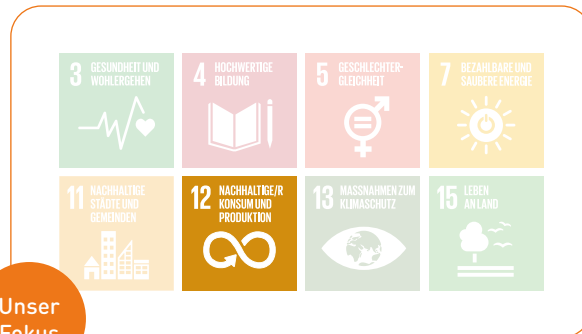 3 GESUNDHEIT UND
WOHLERGEHEN
4 HOCHWERTIGE
BILDUNG
5 GESCHLECHTER-
GLEICHHEIT
7 BEZAHLBARE UND
SAUBERE ENERGIE
11 NACHHALTIGE
STÄDTE UND
GEMEINDEN
12 NACHHALTIGE/R
KONSUM UND
PRODUKTION
13 MASSNAHMEN ZUM
KLIMASCHUTZ
15 LEBEN
AN LAND
Unser
Fokus